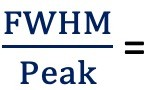 FWHM
Peak =